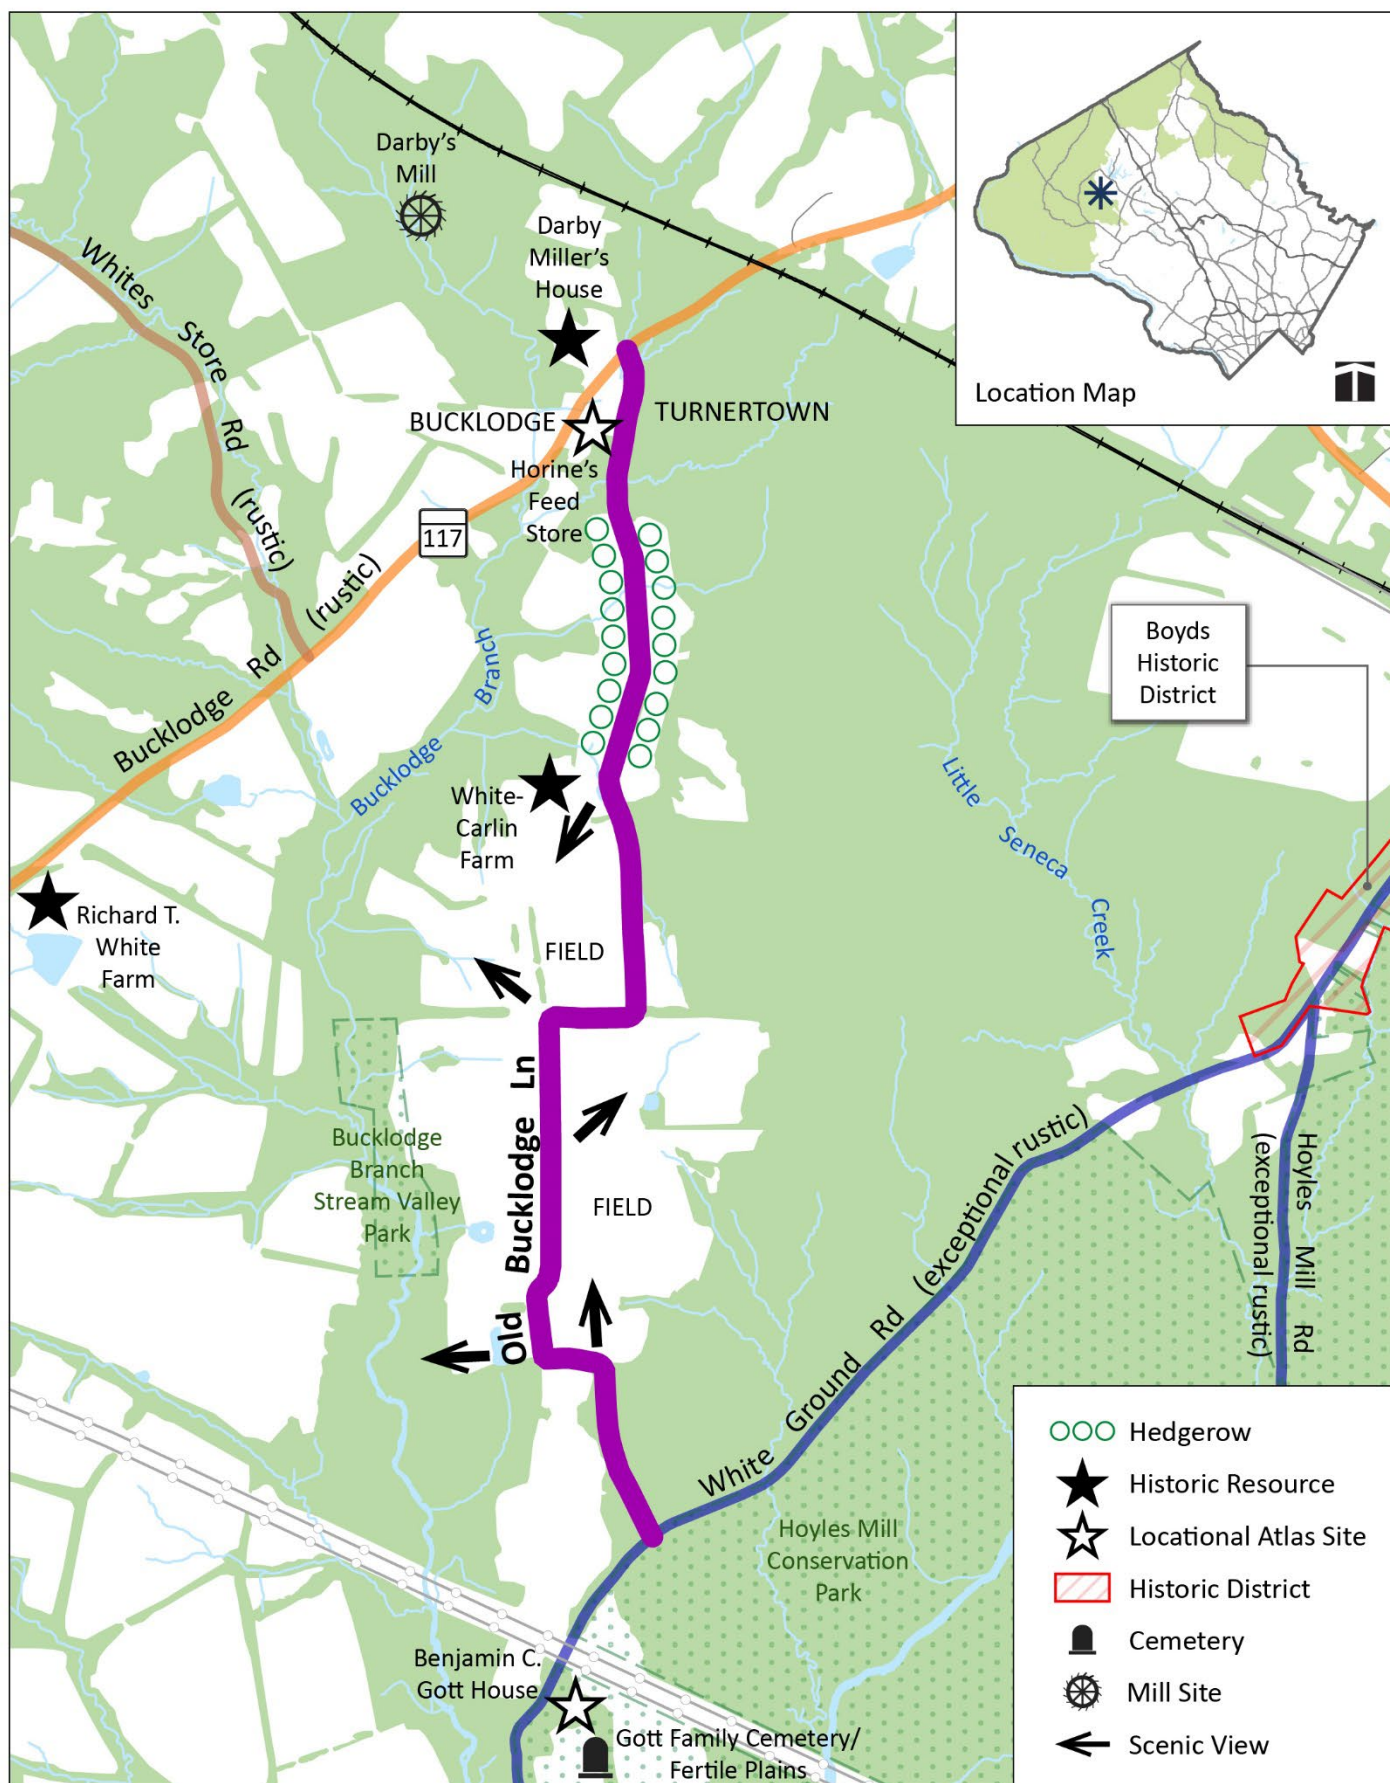 Darby's
Mill
Darby
Miller's
House
Location Map
Whites Store Rd (rustic)
BUCKLODGE
TURNERTOWN
Horine's
Feed
Store
117
Bucklodge Rd (rustic)
Bucklodge Branch
Boyds
Historic
District
White-
Carlin
Farm
Little Seneca Creek
Richard T.
White
Farm
FIELD
Old Bucklodge Ln
Bucklodge
Branch
Stream Valley
Park
FIELD
White Ground Rd (exceptional rustic)
Hoyles Mill Rd
(exceptional rustic)
Hoyles Mill
Conservation
Park
Benjamin C.
Gott House
Gott Family Cemetery/
Fertile Plains
Hedgerow
Historic Resource
Locational Atlas Site
Historic District
Cemetery
Mill Site
Scenic View